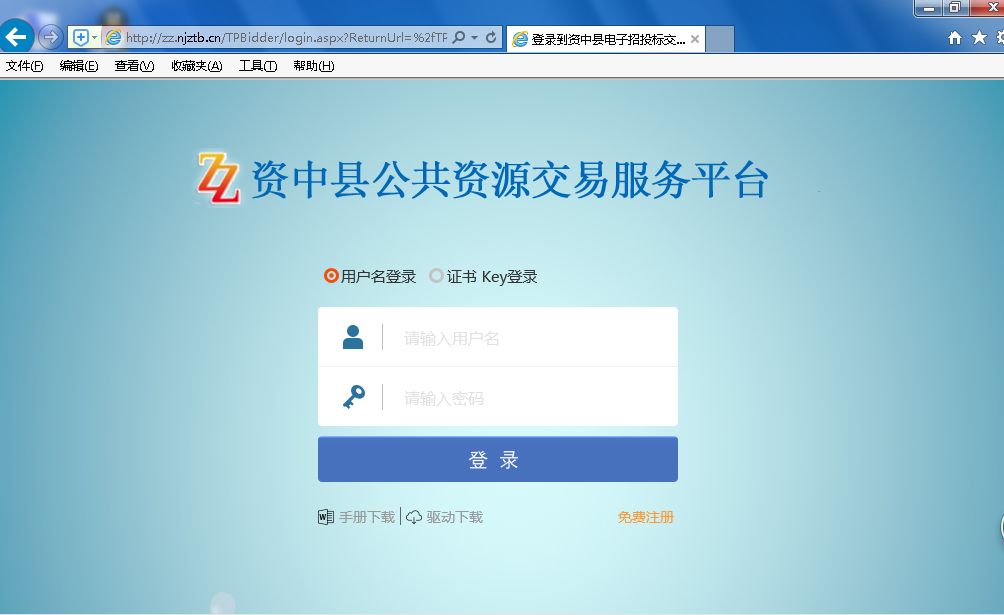 http://zz.njztb.cn/TPBidder/login.aspx?ReturnUrl=%2fTP
登录到资中县电子招投标交...
文件(F) 编辑(E) 查看(V) 收藏夹(A) 工具(T) 帮助(H)
ZZ 资中县公共资源交易服务平台
用户名登录 证书 Key登录
请输入用户名
请输入密码
登 录
手册下载 驱动下载 免费注册